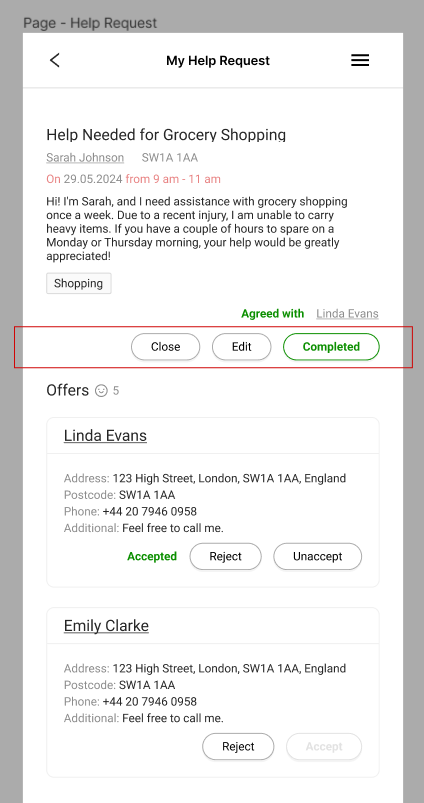 Page - Help Request
My Help Request
Help Needed for Grocery Shopping
Sarah Johnson SW1A 1AA
On 29.05.2024 from 9 am - 11 am
Hi! I'm Sarah, and I need assistance with grocery shopping
once a week. Due to a recent injury, I am unable to carry
heavy items. If you have a couple of hours to spare on a
Monday or Thursday morning, your help would be greatly
appreciated!
Shopping
Agreed with Linda Evans
Close Edit Completed
Offers 5
Linda Evans
Address: 123 High Street, London, SW1A 1AA, England
Postcode: SW1A 1AA
Phone: +44 20 7946 0958
Additional: Feel free to call me.
Accepted Reject Unaccept
Emily Clarke
Address: 123 High Street, London, SW1A 1AA, England
Postcode: SW1A 1AA
Phone: +44 20 7946 0958
Additional: Feel free to call me.
Reject Accept